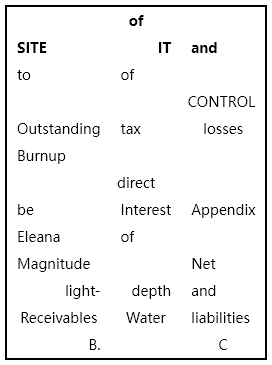 of
SITE IT and
to of
CONTROL
Outstanding tax losses
Burnup
direct
be Interest Appendix
Eleana of
Magnitude Net
light- depth and
Receivables Water liabilities
B. C